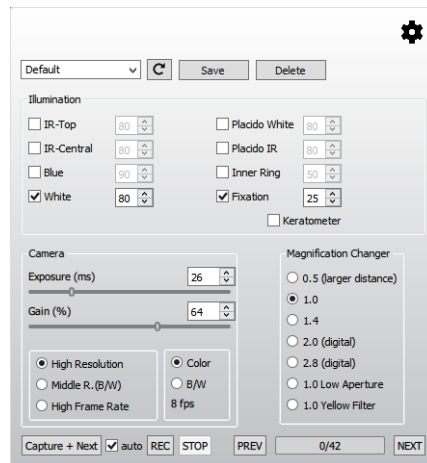 Default Save Delete
Illumination
IR-Top 80 Placido White 80
IR-Central 80 Placido IR 80
Blue 90 Inner Ring 50
White 80 Fixation 25
Keratometer
Camera
Exposure (ms) 26
Gain (%) 64
High Resolution
Middle R.(B/W)
High Frame Rate
Color
B/W
8 fps
Magnification Changer
0.5 (larger distance)
1.0
1.4
2.0 (digital)
2.8 (digital)
1.0 Low Aperture
1.0 Yellow Filter
Capture + Next auto REC STOP PREV 0/42 NEXT